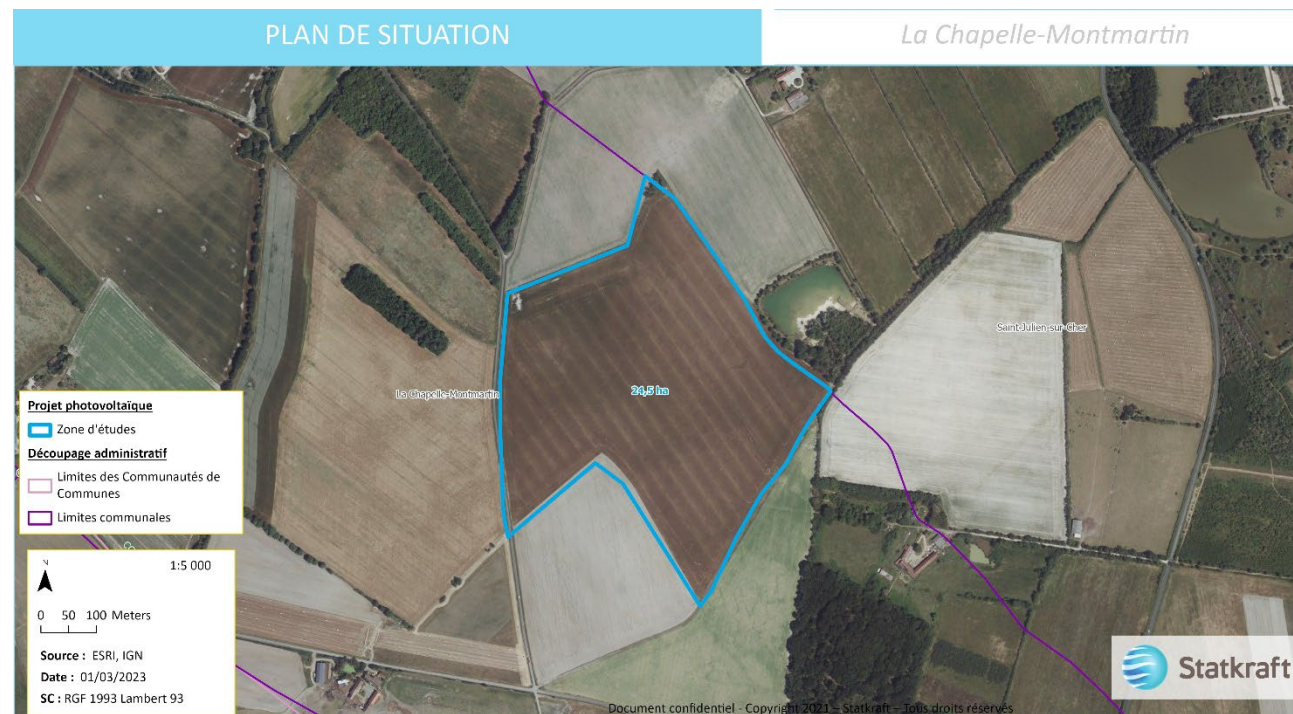 PLAN DE SITUATION
La Chapelle-Montmartin
Saint-Julien-sur-Cher
La Chapelle-Montmartin
24,5 ha
Projet photovoltaïque
Zone d'études
Découpage administratif
Limites des Communautés de
Communes
Limites communales
N
1:5 000
0 50 100 Meters
Source : ESRI, IGN
Date : 01/03/2023
SC : RGF 1993 Lambert 93
Statkraft
Document confidentiel - Copyright 2021 – Statkraft – Tous droits réservés